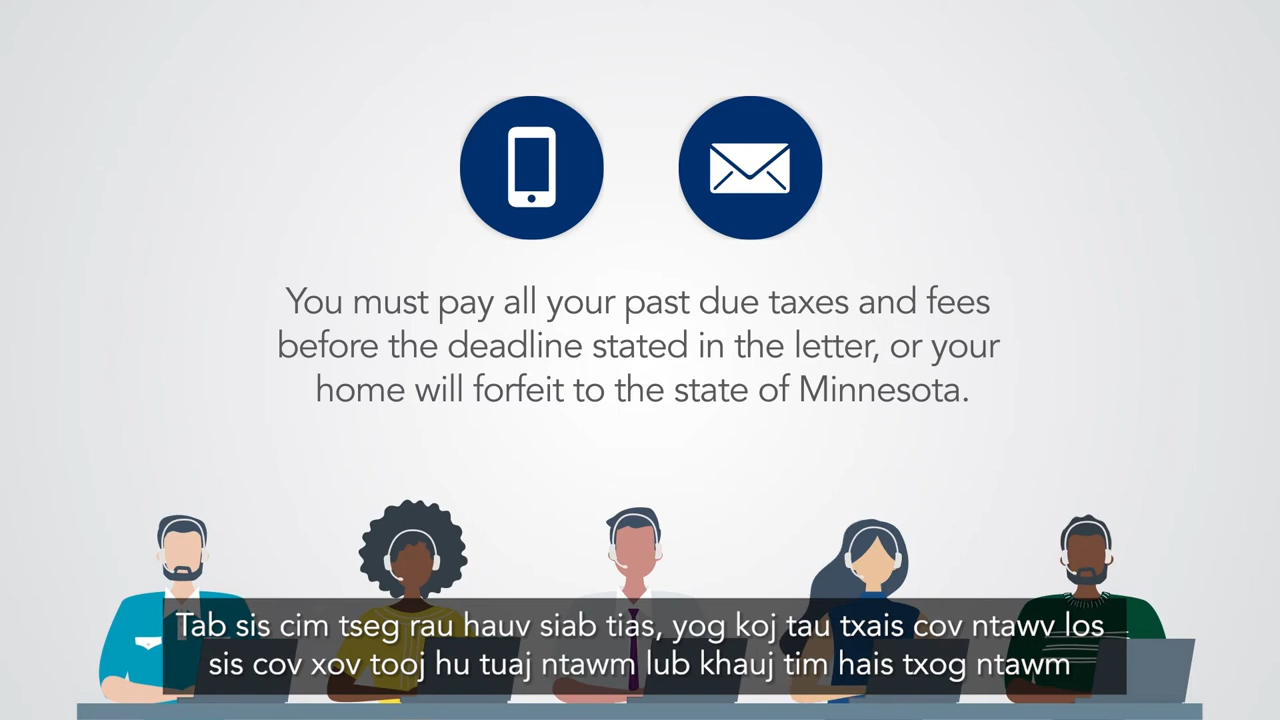 You must pay all your past due taxes and fees
before the deadline stated in the letter, or your
home will forfeit to the state of Minnesota.
Tab sis cim tseg rau hauv siab tias, yog koj tau txais cov ntawv los
sis cov xov tooj hu tuaj ntawm lub khauj tim hais txog ntawm